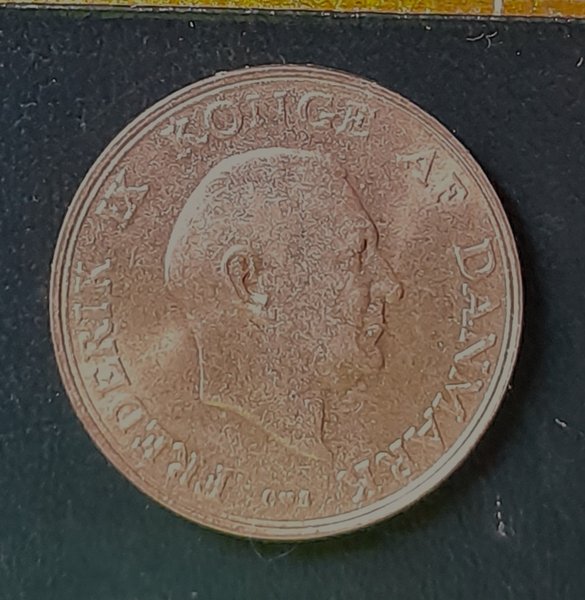 FREDERIK IX KONGE AF DANMARK